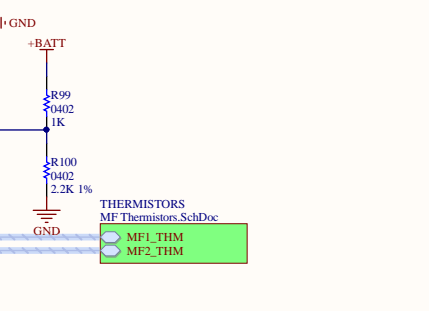 GND
+BATT
R99
0402
1K
R100
0402
2.2K 1%
GND
THERMISTORS
MF Thermistors.SchDoc
MF1_THM
MF2_THM